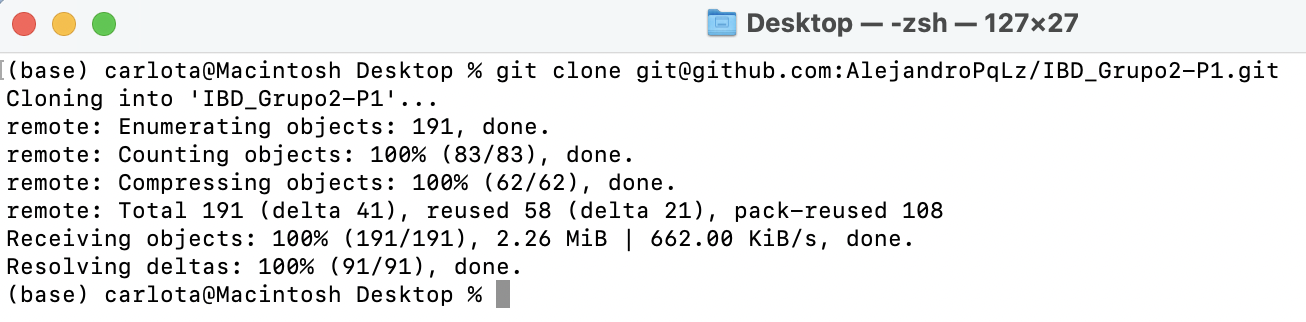 Desktop — -zsh — 127×27
(base) carlota@Macintosh Desktop % git clone git@github.com:AlejandroPqLz/IBD_Grupo2-P1.git
Cloning into 'IBD_Grupo2-P1'...
remote: Enumerating objects: 191, done.
remote: Counting objects: 100% (83/83), done.
remote: Compressing objects: 100% (62/62), done.
remote: Total 191 (delta 41), reused 58 (delta 21), pack-reused 108
Receiving objects: 100% (191/191), 2.26 MiB | 662.00 KiB/s, done.
Resolving deltas: 100% (91/91), done.
(base) carlota@Macintosh Desktop %